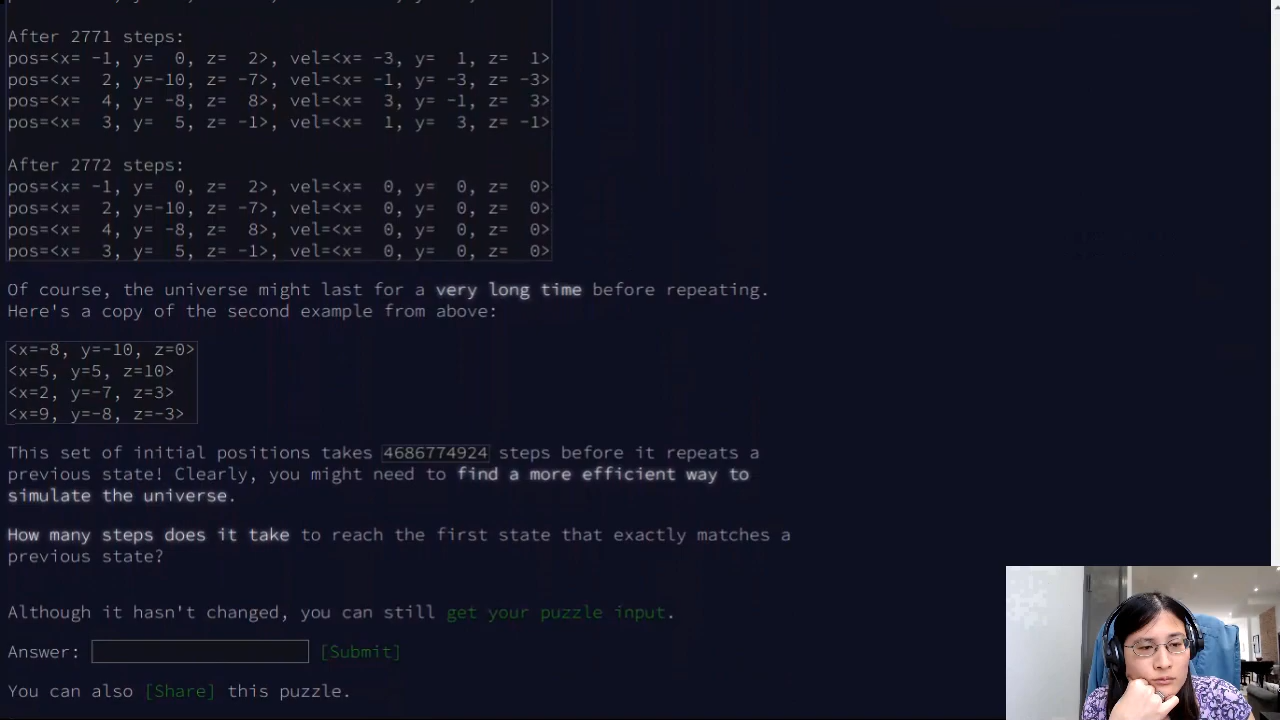 After 2771 steps:
pos=<x= -1, y=  0, z=  2>, vel=<x= -3, y=  1, z=  1>
pos=<x=  2, y=-10, z= -7>, vel=<x= -1, y= -3, z= -3>
pos=<x=  4, y= -8, z=  8>, vel=<x=  3, y= -1, z=  3>
pos=<x=  3, y=  5, z= -1>, vel=<x=  1, y=  3, z= -1>
After 2772 steps:
pos=<x= -1, y=  0, z=  2>, vel=<x=  0, y=  0, z=  0>
pos=<x=  2, y=-10, z= -7>, vel=<x=  0, y=  0, z=  0>
pos=<x=  4, y= -8, z=  8>, vel=<x=  0, y=  0, z=  0>
pos=<x=  3, y=  5, z= -1>, vel=<x=  0, y=  0, z=  0>
Of course, the universe might last for a very long time before repeating.
Here's a copy of the second example from above:
<x=-8, y=-10, z=0>
<x=5, y=5, z=10>
<x=2, y=-7, z=3>
<x=9, y=-8, z=-3>
This set of initial positions takes 4686774924 steps before it repeats a
previous state! Clearly, you might need to find a more efficient way to
simulate the universe.
How many steps does it take to reach the first state that exactly matches a
previous state?
Although it hasn't changed, you can still get your puzzle input.
Answer: [Submit]
You can also [Share] this puzzle.